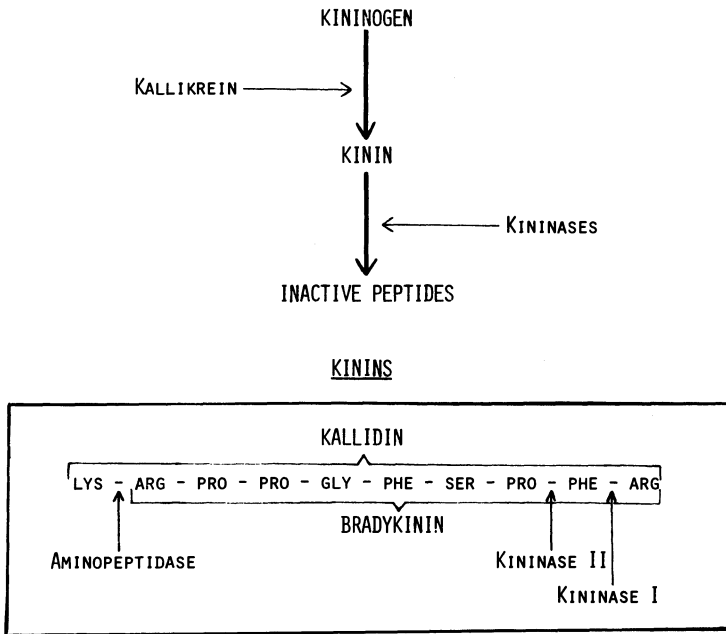 KININOGEN
KALLIKREIN
KININ
KININASES
INACTIVE PEPTIDES
KININS
KALLIDIN
LYS - ARG - PRO - PRO - GLY - PHE - SER - PRO - PHE - ARG
BRADYKININ
AMINOPEPTIDASE
KININASE II
KININASE I